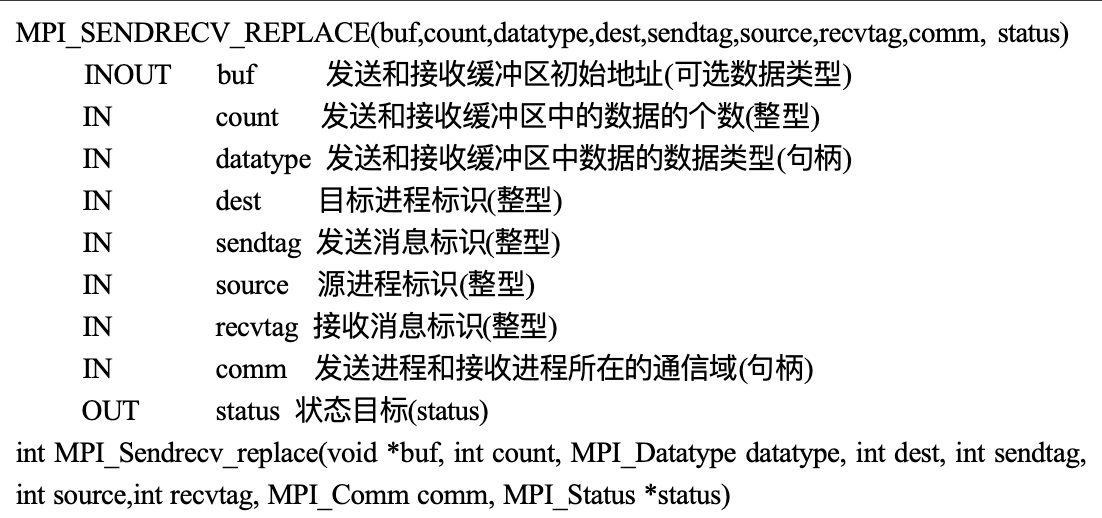 MPI_SENDRECV_REPLACE(buf,count,datatype,dest,sendtag,source,recvtag,comm, status)
INOUT buf 发送和接收缓冲区初始地址(可选数据类型)
IN count 发送和接收缓冲区中的数据的个数(整型)
IN datatype 发送和接收缓冲区中数据的数据类型(句柄)
IN dest 目标进程标识(整型)
IN sendtag 发送消息标识(整型)
IN source 源进程标识(整型)
IN recvtag 接收消息标识(整型)
IN comm 发送进程和接收进程所在的通信域(句柄)
OUT status 状态目标(status)
int MPI_Sendrecv_replace(void *buf, int count, MPI_Datatype datatype, int dest, int sendtag,
int source,int recvtag, MPI_Comm comm, MPI_Status *status)